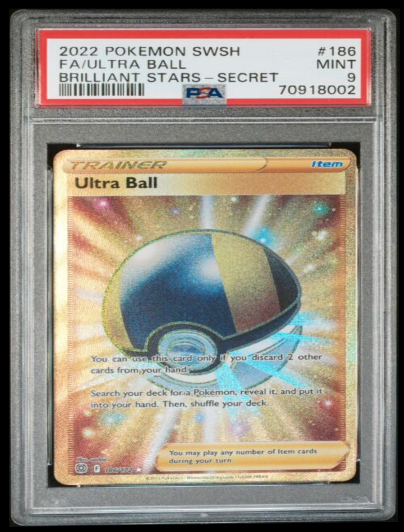 2022 POKEMON SWSH #186
FA/ULTRA BALL MINT
BRILLIANT STARS – SECRET 9
PSA 70918002
TRAINER Item
Ultra Ball
You can use this card only if you discard 2 other
cards from your hand.
Search your deck for a Pokémon, reveal it, and put it
into your hand. Then, shuffle your deck.
You may play any number of Item cards
during your turn.
186/172